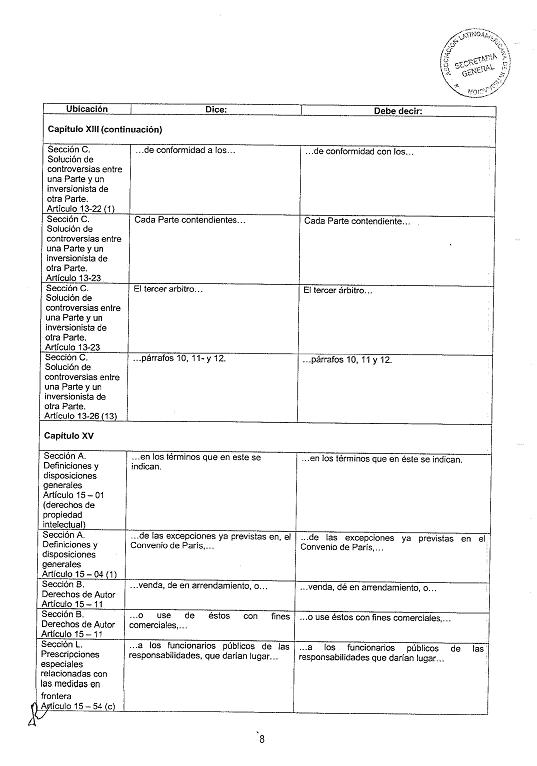 ASOCIACIÓN LATINOAMERICANA DE INTEGRACIÓN
SECRETARIA
GENERAL
Ubicación Dice: Debe decir:
Capítulo XIII (continuación)
Sección C.
Solución de
controversias entre
una Parte y un
inversionista de
otra Parte.
Artículo 13-22 (1)
…de conformidad a los…
…de conformidad con los…
Sección C.
Solución de
controversias entre
una Parte y un
inversionista de
otra Parte.
Artículo 13-23
Cada Parte contendientes…
Cada Parte contendiente…
Sección C.
Solución de
controversias entre
una Parte y un
inversionista de
otra Parte.
Artículo 13-23
El tercer arbitro…
El tercer árbitro…
Sección C.
Solución de
controversias entre
una Parte y un
inversionista de
otra Parte.
Artículo 13-26 (13)
…párrafos 10, 11- y 12.
…párrafos 10, 11 y 12.
Capítulo XV
Sección A.
Definiciones y
disposiciones
generales
Artículo 15 – 01
(derechos de
propiedad
intelectual)
…en los términos que en este se
indican.
…en los términos que en éste se indican.
Sección A.
Definiciones y
disposiciones
generales
Artículo 15 – 04 (1)
…de las excepciones ya previstas en, el
Convenio de París,…
…de las excepciones ya previstas en el
Convenio de París,…
Sección B.
Derechos de Autor
Artículo 15 – 11
…venda, de en arrendamiento, o…
…venda, dé en arrendamiento, o…
Sección B.
Derechos de Autor
Artículo 15 – 11
…o use de éstos con fines
comerciales,…
…o use éstos con fines comerciales,…
Sección L.
Prescripciones
especiales
relacionadas con
las medidas en
frontera
Artículo 15 – 54 (c)
…a los funcionarios públicos de las
responsabilidades, que darían lugar…
…a los funcionarios públicos de las
responsabilidades que darían lugar…
8